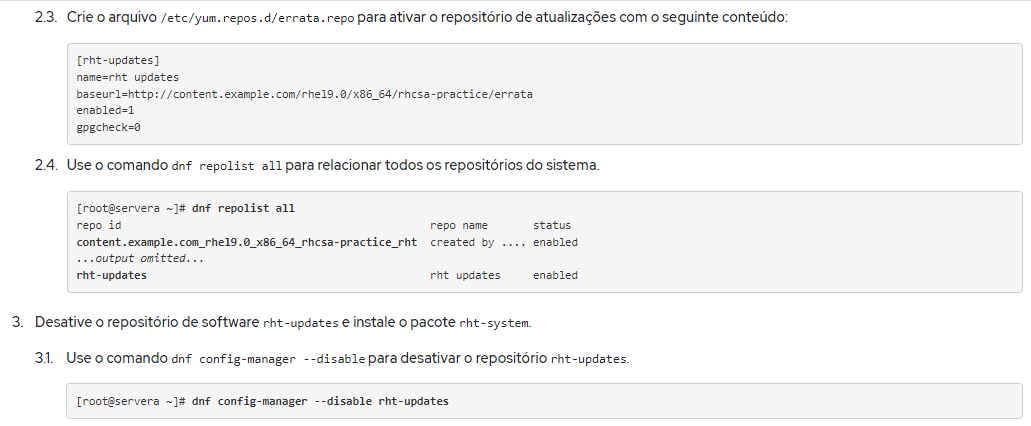 2.3. Crie o arquivo /etc/yum.repos.d/errata.repo para ativar o repositório de atualizações com o seguinte conteúdo:
[rht-updates]
name=rht updates
baseurl=http://content.example.com/rhel9.0/x86_64/rhcsa-practice/errata
enabled=1
gpgcheck=0
2.4. Use o comando dnf repolist all para relacionar todos os repositórios do sistema.
[root@servera ~]# dnf repolist all
repo id repo name status
content.example.com_rhel9.0_x86_64_rhcsa-practice_rht created by .... enabled
...output omitted...
rht-updates rht updates enabled
3. Desative o repositório de software rht-updates e instale o pacote rht-system.
3.1. Use o comando dnf config-manager --disable para desativar o repositório rht-updates.
[root@servera ~]# dnf config-manager --disable rht-updates